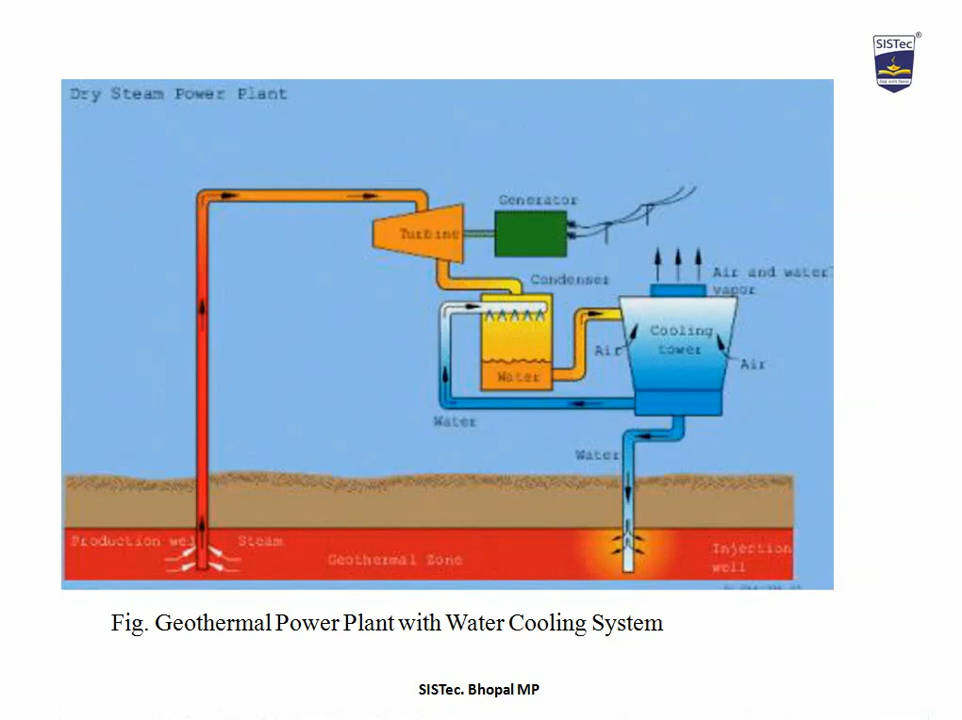 SISTec
®
Dry Steam Power Plant
Generator
Turbine
Condenser
Air and water
vapor
Cooling
tower
Air
Air
Water
Water
Water
Production well
Steam
Geothermal Zone
Injection
well
Fig. Geothermal Power Plant with Water Cooling System
SISTec. Bhopal MP